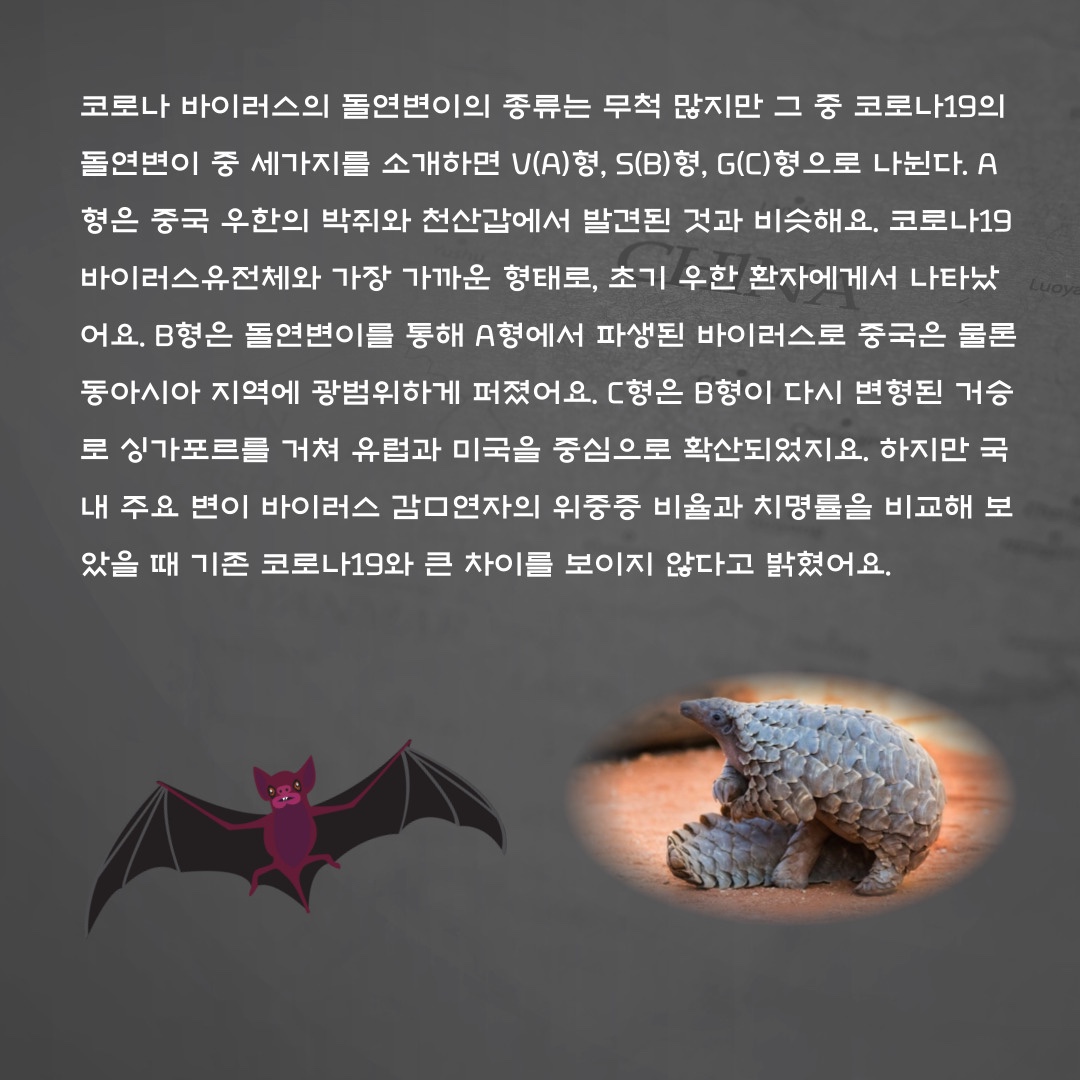 코로나 바이러스의 돌연변이의 종류는 무척 많지만 그 중 코로나19의
돌연변이 중 세가지를 소개하면 V(A)형, S(B)형, G(C)형으로 나뉜다. A
형은 중국 우한의 박쥐와 천산갑에서 발견된 것과 비슷해요. 코로나19
바이러스유전체와 가장 가까운 형태로, 초기 우한 환자에게서 나타났
어요. B형은 돌연변이를 통해 A형에서 파생된 바이러스로 중국은 물론
동아시아 지역에 광범위하게 퍼졌어요. C형은 B형이 다시 변형된 거승
로 싱가포르를 거쳐 유럽과 미국을 중심으로 확산되었지요. 하지만 국
내 주요 변이 바이러스 감ㅁ연자의 위중증 비율과 치명률을 비교해 보
았을 때 기존 코로나19와 큰 차이를 보이지 않다고 밝혔어요.
CHINA